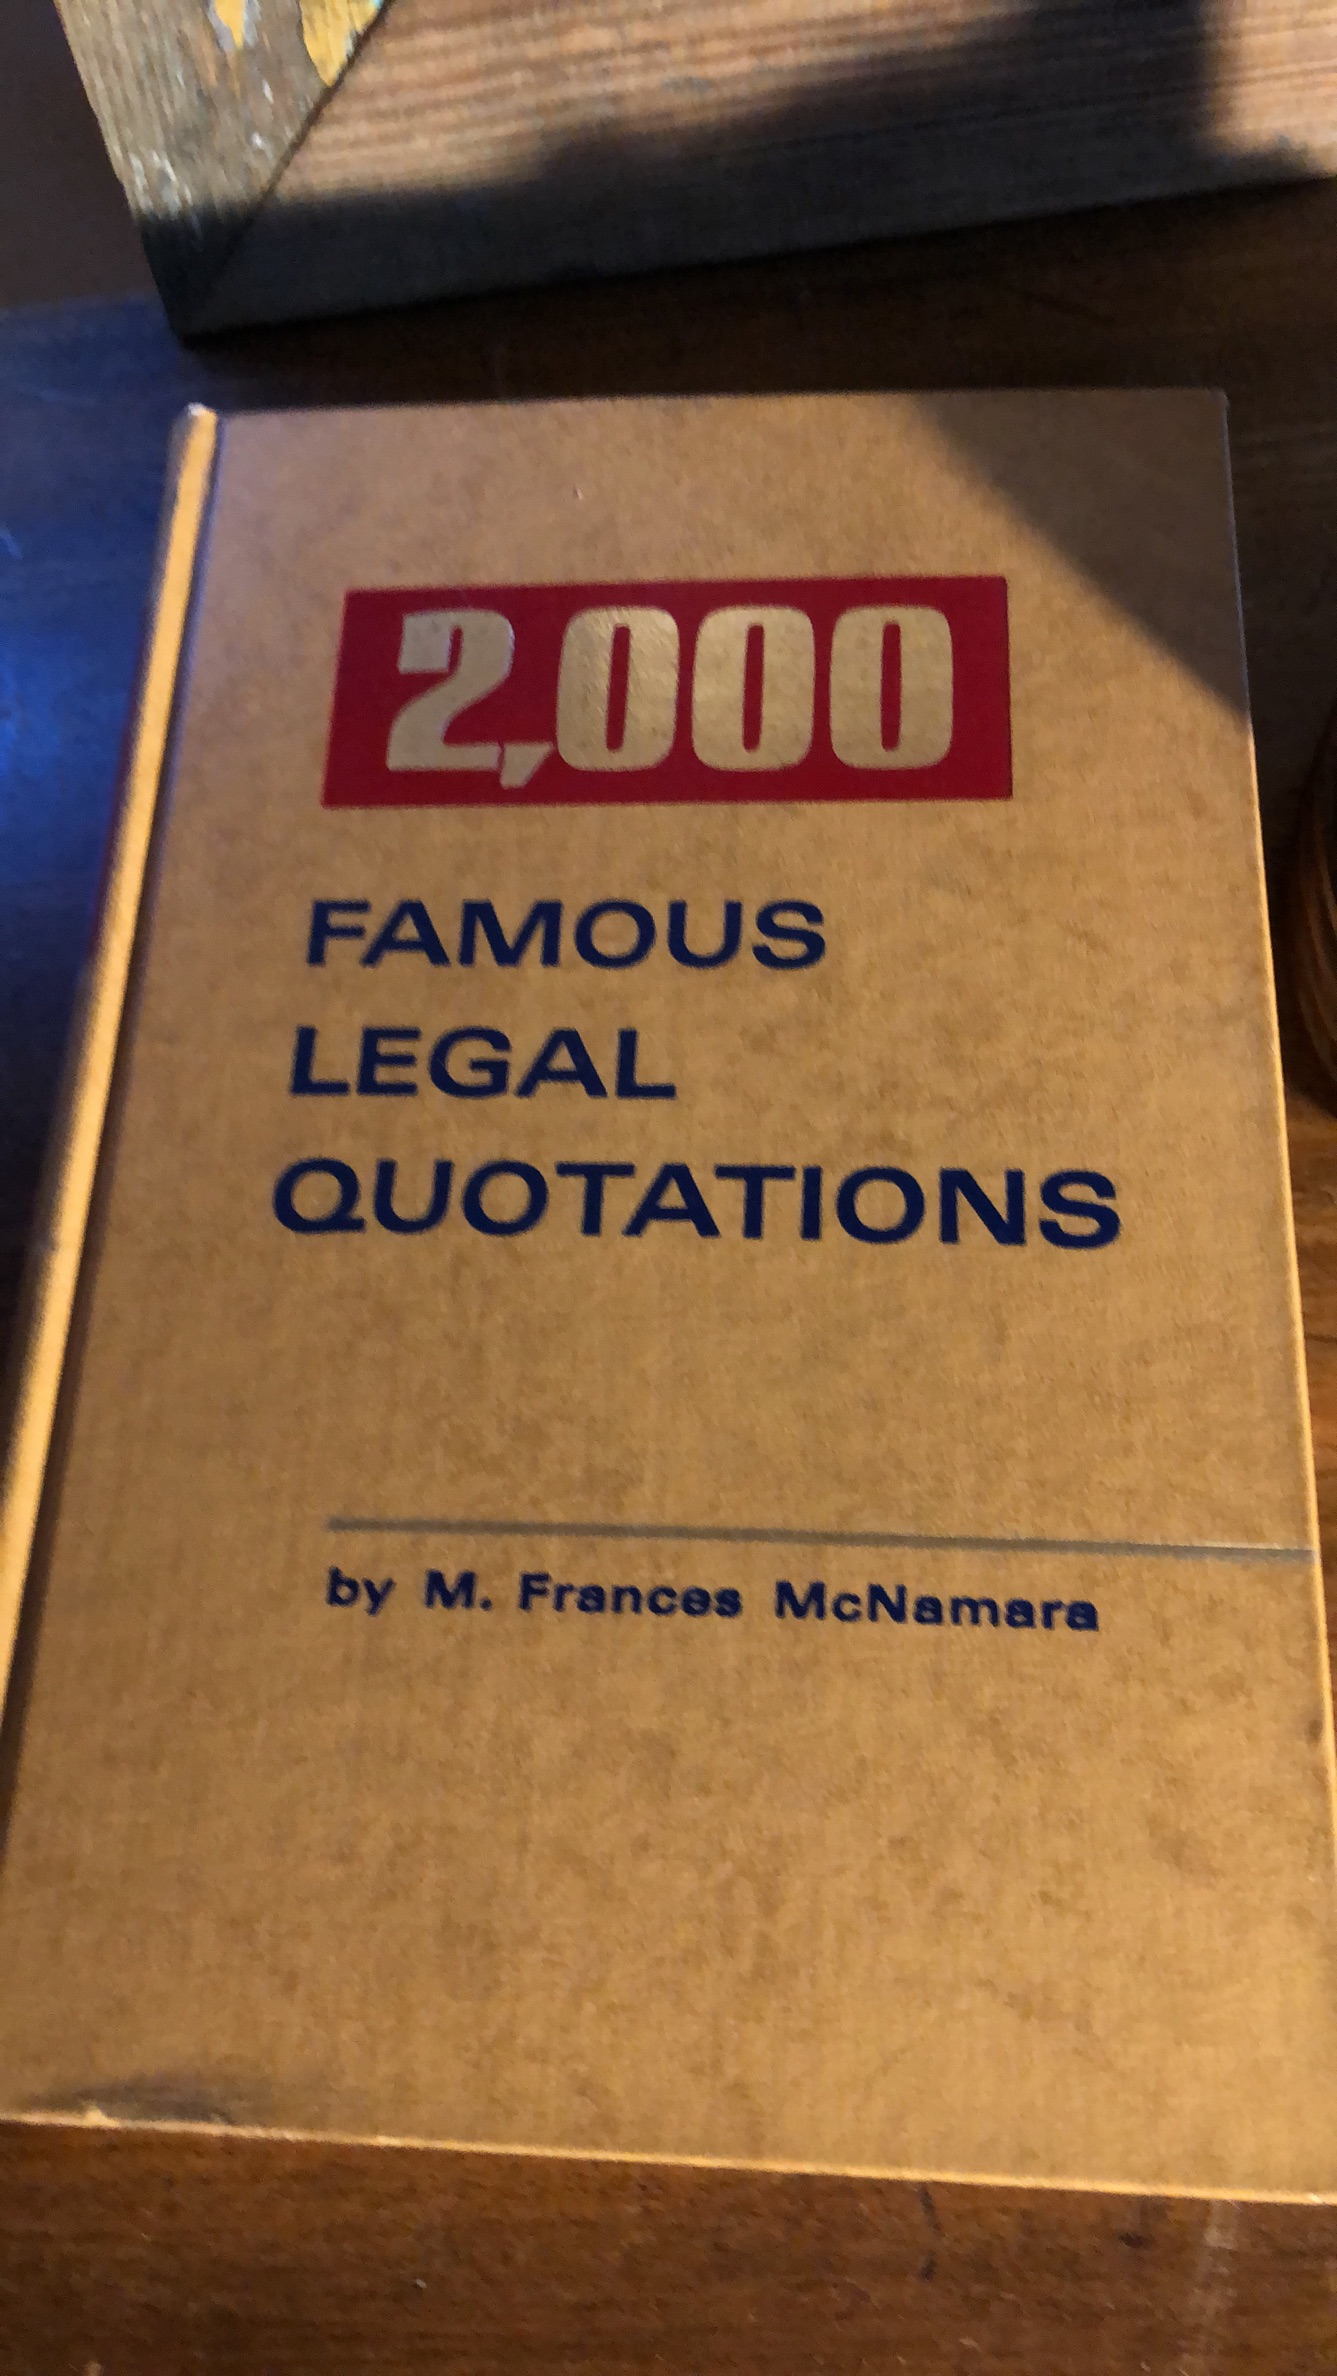 2,000
FAMOUS
LEGAL
QUOTATIONS
by M. Frances McNamara